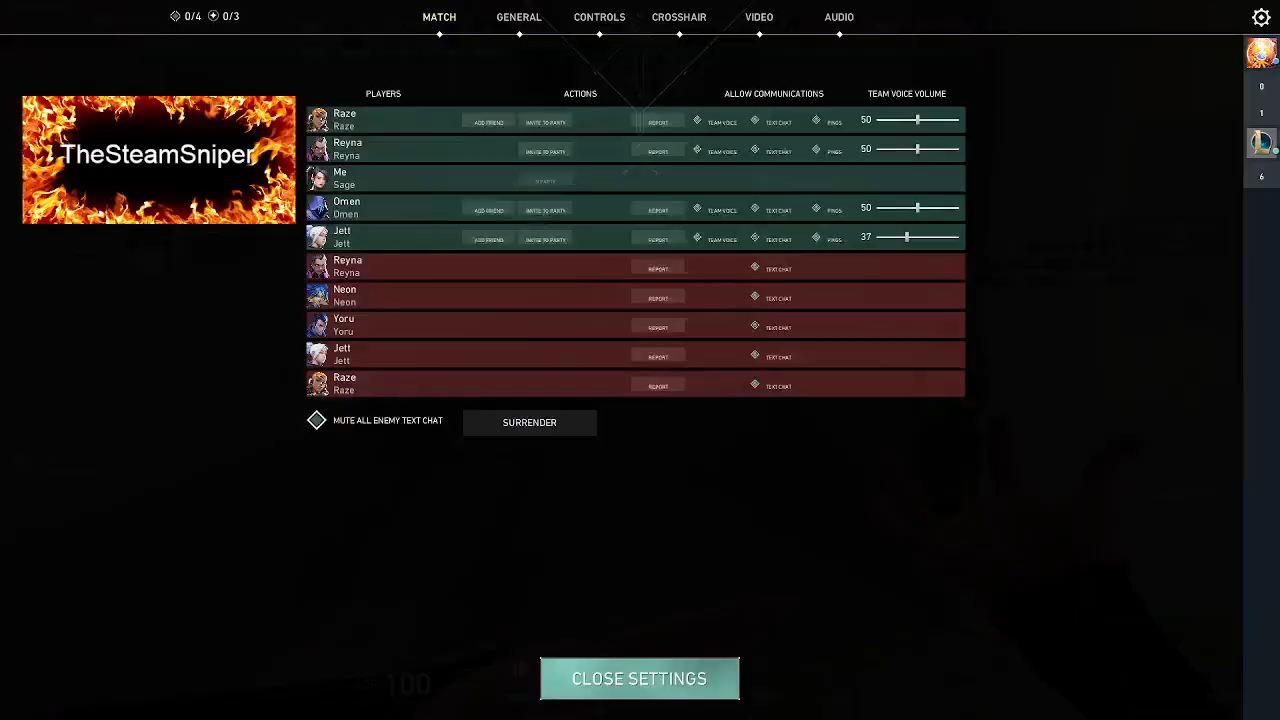 0/4 0/3
MATCH GENERAL CONTROLS CROSSHAIR VIDEO AUDIO
PLAYERS ACTIONS ALLOW COMMUNICATIONS TEAM VOICE VOLUME
TheSteamSniper
Raze
Raze
ADD FRIEND INVITE TO PARTY REPORT TEAM VOICE TEXT CHAT PINGS 50
Reyna
Reyna
INVITE TO PARTY REPORT TEAM VOICE TEXT CHAT PINGS 50
Me
Sage
Omen
Omen
ADD FRIEND INVITE TO PARTY REPORT TEAM VOICE TEXT CHAT PINGS 50
Jett
Jett
ADD FRIEND INVITE TO PARTY REPORT TEAM VOICE TEXT CHAT PINGS 37
Reyna
Reyna
REPORT TEXT CHAT
Neon
Neon
REPORT TEXT CHAT
Yoru
Yoru
REPORT TEXT CHAT
Jett
Jett
REPORT TEXT CHAT
Raze
Raze
REPORT TEXT CHAT
MUTE ALL ENEMY TEXT CHAT SURRENDER
CLOSE SETTINGS
100
0
1
6